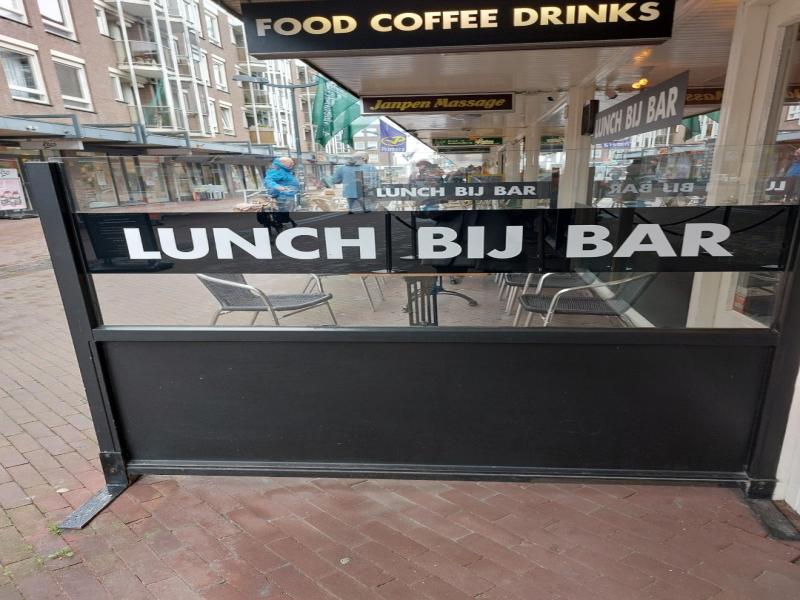 FOOD COFFEE DRINKS
Janpen Massage
LUNCH BIJ BAR
LUNCH BIJ BAR
LUNCH BIJ BAR